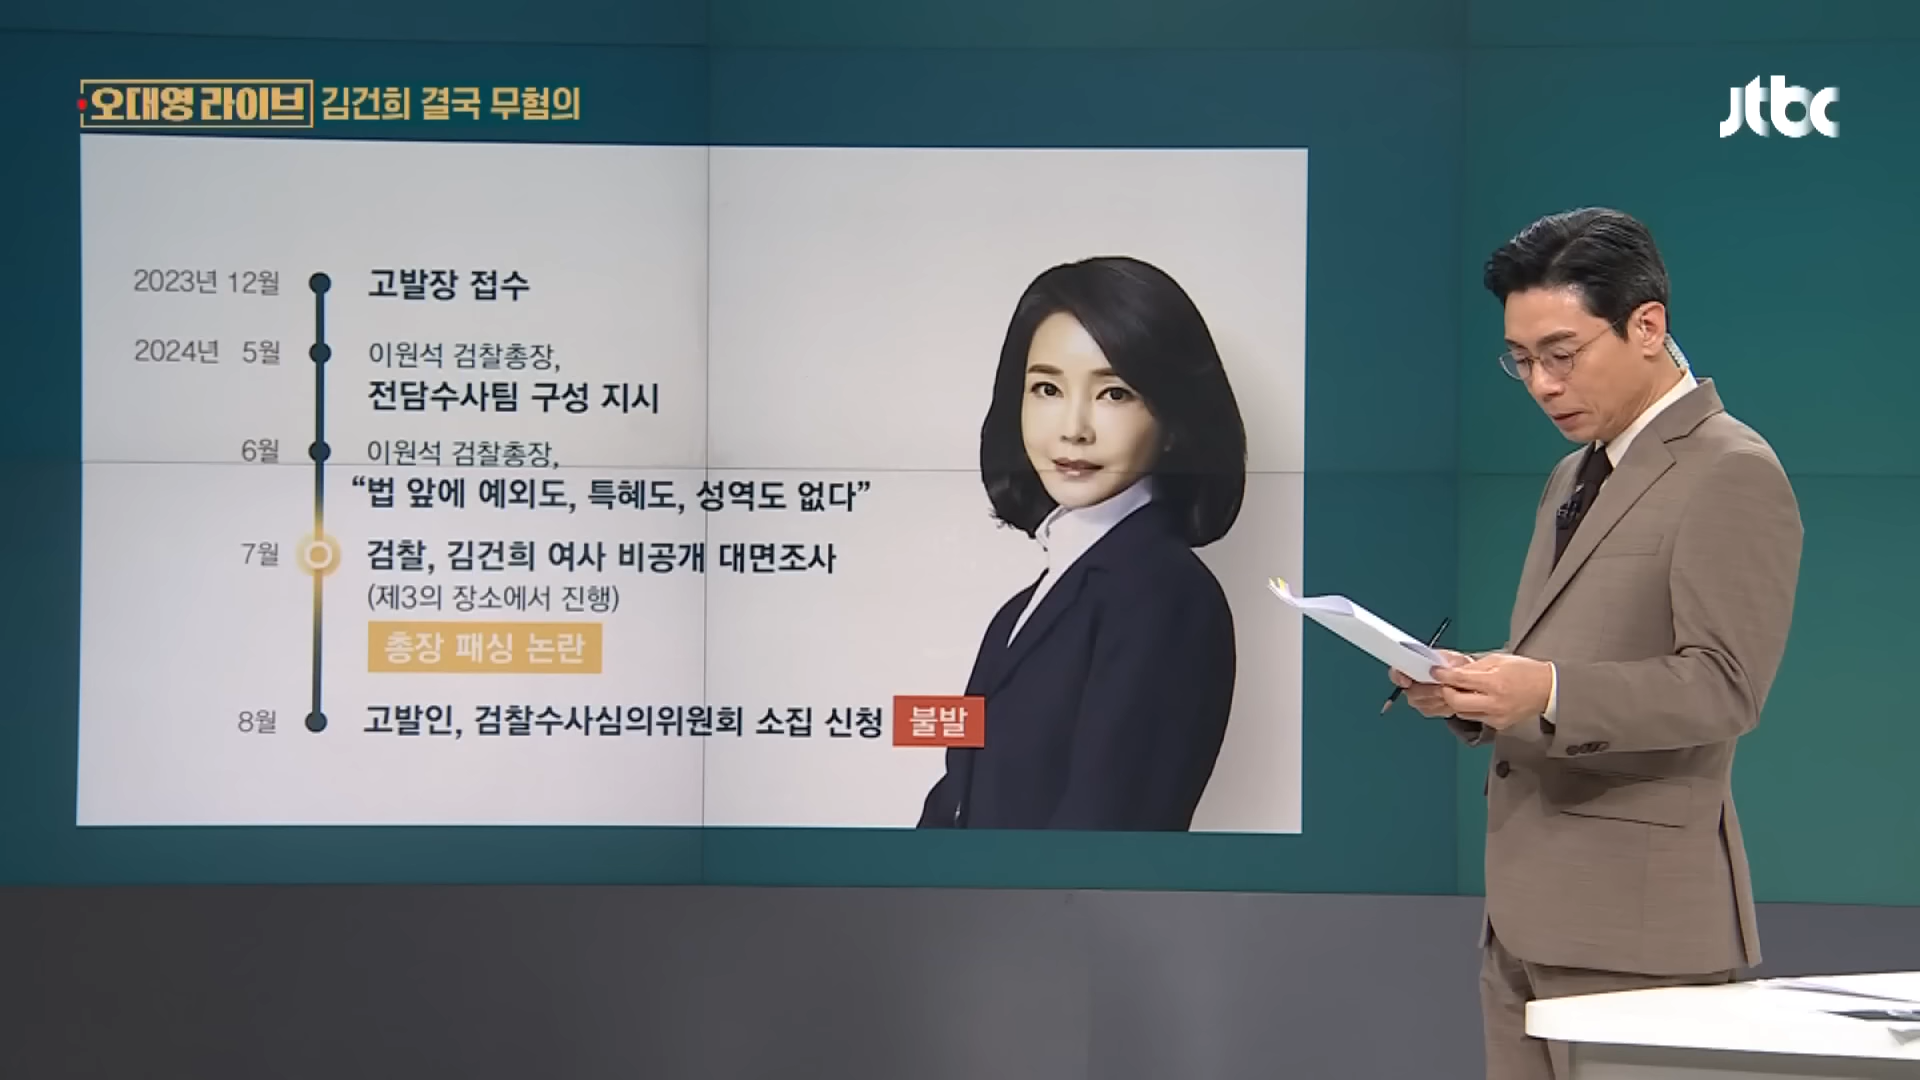 오대영 라이브 김건희 결국 무혐의
jtbc
2023년 12월 고발장 접수
2024년 5월 이원석 검찰총장,
전담수사팀 구성 지시
6월 이원석 검찰총장,
“법 앞에 예외도, 특혜도, 성역도 없다”
7월 검찰, 김건희 여사 비공개 대면조사
(제3의 장소에서 진행)
총장 패싱 논란
8월 고발인, 검찰수사심의위원회 소집 신청 불발